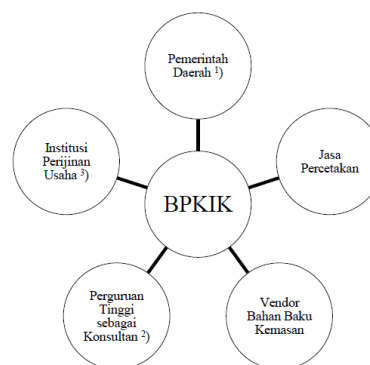 Pemerintah
Daerah ¹)
Institusi
Perijinan
Usaha ³)
Jasa
Percetakan
BPKIK
Perguruan
Tinggi
sebagai
Konsultan ²)
Vendor
Bahan Baku
Kemasan